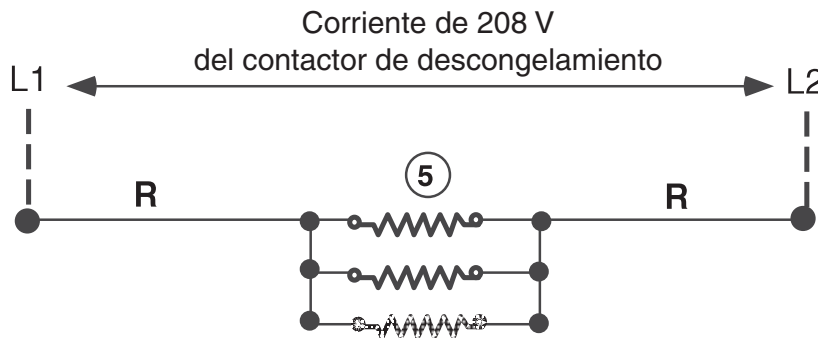 Corriente de 208 V
del contactor de descongelamiento
L1
L2
5
R
R